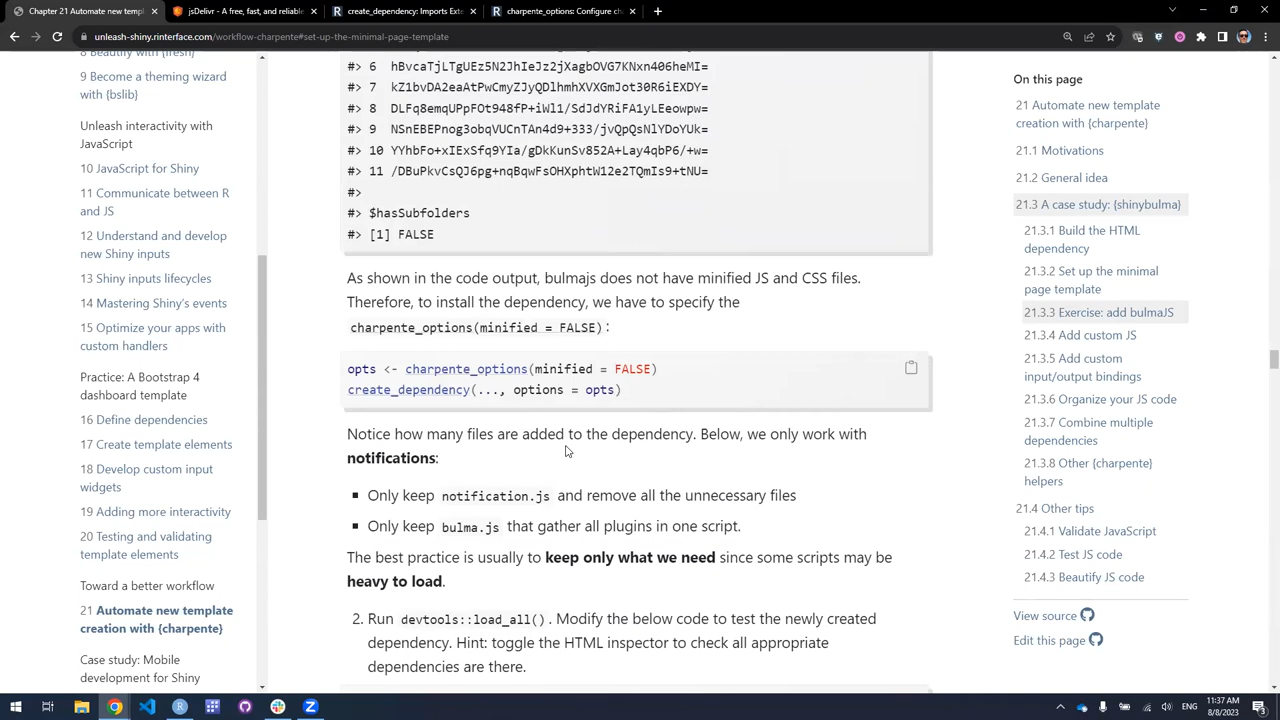 Chapter 21 Automate new temp
jsDelivr - A free, fast, and reliable
create_dependency: Imports Exte
charpente_options: Configure ch
unleash-shiny.rinterface.com/workflow-charpente#set-up-the-minimal-page-template
8 Beautify with {fresh}
9 Become a theming wizard
with {bslib}
Unleash interactivity with
JavaScript
10 JavaScript for Shiny
11 Communicate between R
and JS
12 Understand and develop
new Shiny inputs
13 Shiny inputs lifecycles
14 Mastering Shiny's events
15 Optimize your apps with
custom handlers
Practice: A Bootstrap 4
dashboard template
16 Define dependencies
17 Create template elements
18 Develop custom input
widgets
19 Adding more interactivity
20 Testing and validating
template elements
Toward a better workflow
21 Automate new template
creation with {charpente}
Case study: Mobile
development for Shiny
#> 6  hBvcaTjLTgUEz5N2JhIeJz2jXagbOVG7KNxn406heMI=
#> 7  kZ1bvDA2eaAtPwCmyZJyQDlhmhXVXGmJot30R6iEXDY=
#> 8  DLFq8emqUPpFOt948fP+iWl1/SdJdYRiFA1yLEeowpw=
#> 9  NSnEBEPnog3obqVUCnTAn4d9+333/jvQpQsNlYDoYUk=
#> 10 YYhbFo+xIExSfq9YIa/gDkKunSv852A+Lay4qbP6/+w=
#> 11 /DBuPkvCsQJ6pg+nqBqwFsOHXphtW12e2TQmIs9+tNU=
#>
#> $hasSubfolders
#> [1] FALSE
As shown in the code output, bulmajs does not have minified JS and CSS files.
Therefore, to install the dependency, we have to specify the
charpente_options(minified = FALSE):
opts <- charpente_options(minified = FALSE)
create_dependency(..., options = opts)
Notice how many files are added to the dependency. Below, we only work with
notifications:
▪ Only keep notification.js and remove all the unnecessary files
▪ Only keep bulma.js that gather all plugins in one script.
The best practice is usually to keep only what we need since some scripts may be
heavy to load.
2. Run devtools::load_all(). Modify the below code to test the newly created
dependency. Hint: toggle the HTML inspector to check all appropriate
dependencies are there.
On this page
21 Automate new template
creation with {charpente}
21.1 Motivations
21.2 General idea
21.3 A case study: {shinybulma}
21.3.1 Build the HTML
dependency
21.3.2 Set up the minimal
page template
21.3.3 Exercise: add bulmaJS
21.3.4 Add custom JS
21.3.5 Add custom
input/output bindings
21.3.6 Organize your JS code
21.3.7 Combine multiple
dependencies
21.3.8 Other {charpente}
helpers
21.4 Other tips
21.4.1 Validate JavaScript
21.4.2 Test JS code
21.4.3 Beautify JS code
View source
Edit this page
ENG
11:37 AM
8/8/2023